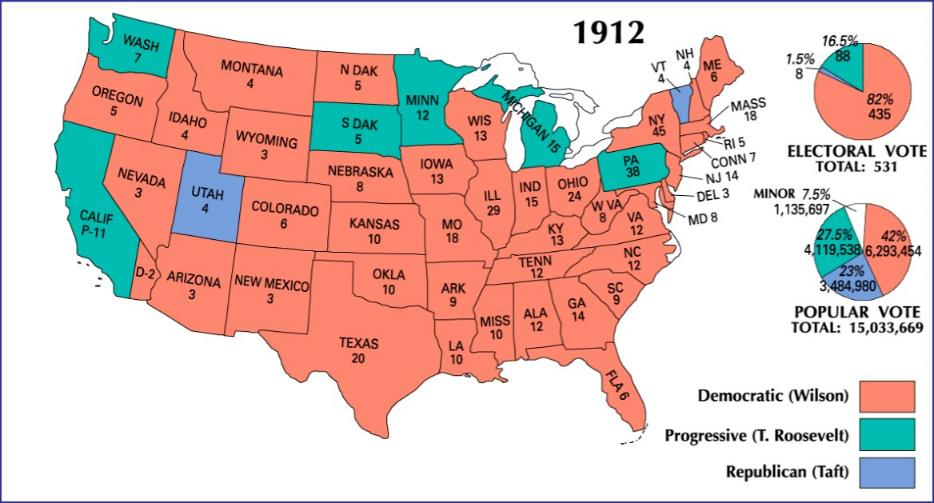 1912
WASH
7
OREGON
5
CALIF
P-11
D-2
NEVADA
3
IDAHO
4
MONTANA
4
WYOMING
3
UTAH
4
COLORADO
6
ARIZONA
3
NEW MEXICO
3
N DAK
5
S DAK
5
NEBRASKA
8
KANSAS
10
OKLA
10
TEXAS
20
MINN
12
IOWA
13
MO
18
ARK
9
LA
10
WIS
13
ILL
29
MICHIGAN 15
IND
15
OHIO
24
KY
13
TENN
12
MISS
10
ALA
12
GA
14
FLA 6
SC
9
NC
12
VA
12
W VA
8
PA
38
NY
45
VT
4
NH
4
ME
6
MASS
18
RI 5
CONN 7
NJ 14
DEL 3
MD 8
16.5%
88
1.5%
8
82%
435
ELECTORAL VOTE
TOTAL: 531
MINOR 7.5%
1,135,697
27.5%
4,119,538
42%
6,293,454
23%
3,484,980
POPULAR VOTE
TOTAL: 15,033,669
Democratic (Wilson)
Progressive (T. Roosevelt)
Republican (Taft)